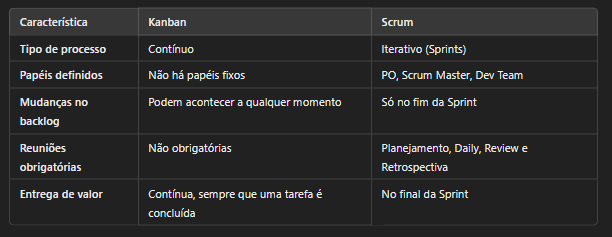 Característica Kanban Scrum
Tipo de processo Contínuo Iterativo (Sprints)
Papéis definidos Não há papéis fixos PO, Scrum Master, Dev Team
Mudanças no backlog Podem acontecer a qualquer momento Só no fim da Sprint
Reuniões obrigatórias Não obrigatórias Planejamento, Daily, Review e Retrospectiva
Entrega de valor Contínua, sempre que uma tarefa é concluída No final da Sprint